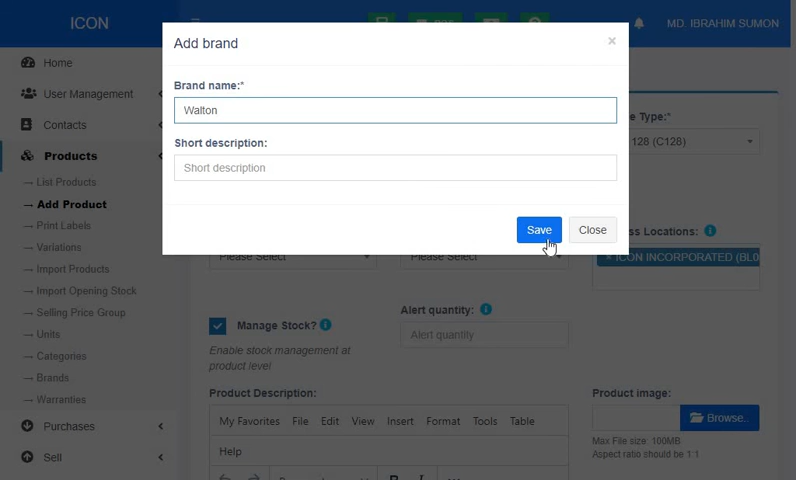 ICON
MD. IBRAHIM SUMON
Add brand
×
Brand name:*
Walton
Short description:
Short description
Save
Close
Home
User Management
Contacts
Products
List Products
Add Product
Print Labels
Variations
Import Products
Import Opening Stock
Selling Price Group
Units
Categories
Brands
Warranties
Purchases
Sell
e Type:*
128 (C128)
ss Locations:
Please Select
Please Select
× ICON INCORPORATED (BL0
Manage Stock?
Enable stock management at
product level
Alert quantity:
Alert quantity
Product Description:
My Favorites File Edit View Insert Format Tools Table
Help
Product image:
Browse..
Max File size: 100MB
Aspect ratio should be 1:1